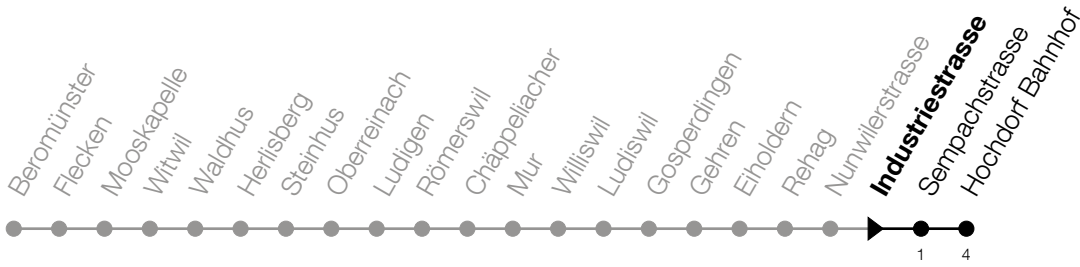 Beromünster
Flecken
Mooskapelle
Witwil
Waldhus
Herlisberg
Steinhus
Oberreinach
Ludigen
Römerswil
Chäppeliacher
Mur
Williswil
Ludiswil
Gosperdingen
Gehren
Eiholdern
Rehag
Nunwilerstrasse
Industriestrasse
Sempachstrasse
Hochdorf Bahnhof
1
4